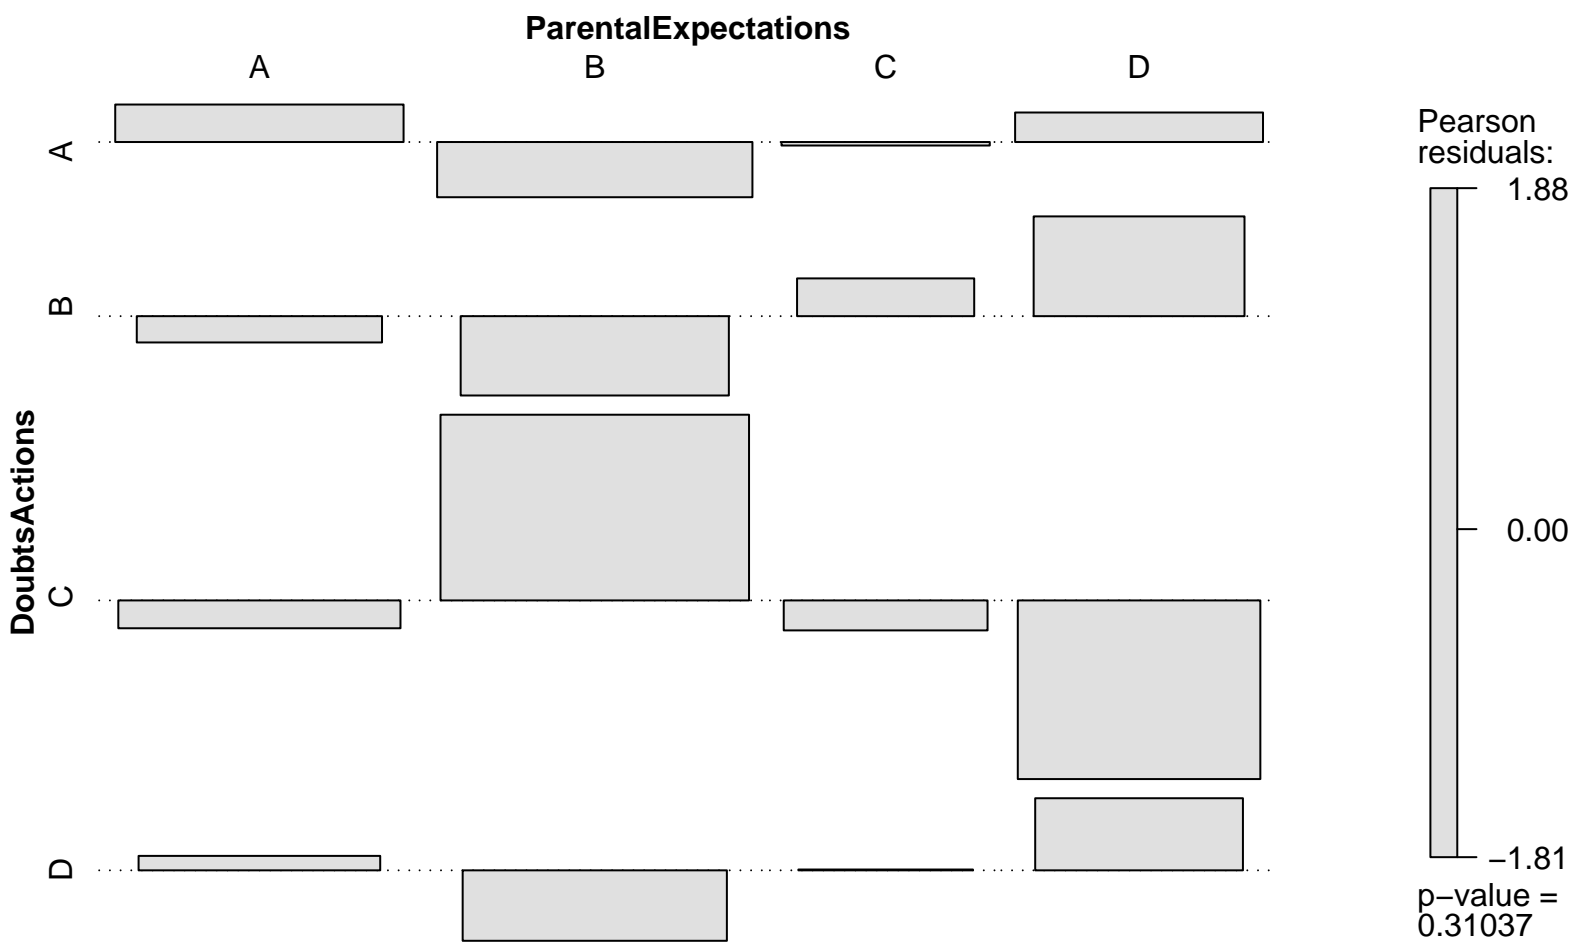 ParentalExpectations
A
B
C
D
DoubtsActions
A
B
C
D
Pearson
residuals:
1.88
0.00
−1.81
p−value =
0.31037